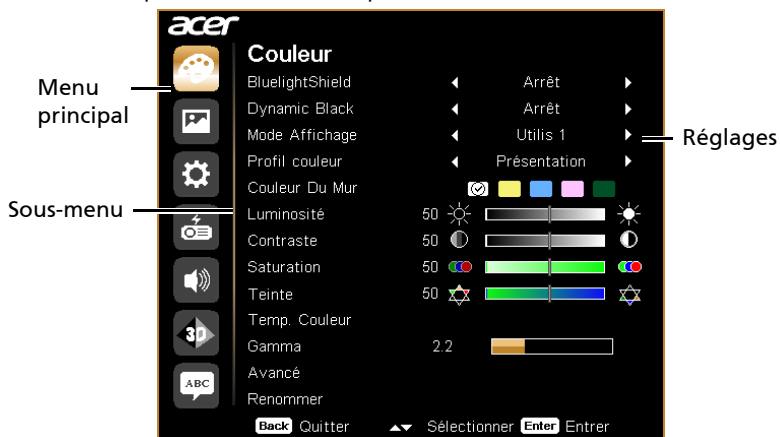 acer
Couleur
BluelightShield Arrêt
Dynamic Black Arrêt
Mode Affichage Utilis 1
Profil couleur Présentation
Couleur Du Mur
Luminosité 50
Contraste 50
Saturation 50
Teinte 50
Temp. Couleur
Gamma 2.2
Avancé
Renommer
Back Quitter Sélectionner Enter Entrer
Menu
principal
Sous-menu
Réglages
3D
ABC